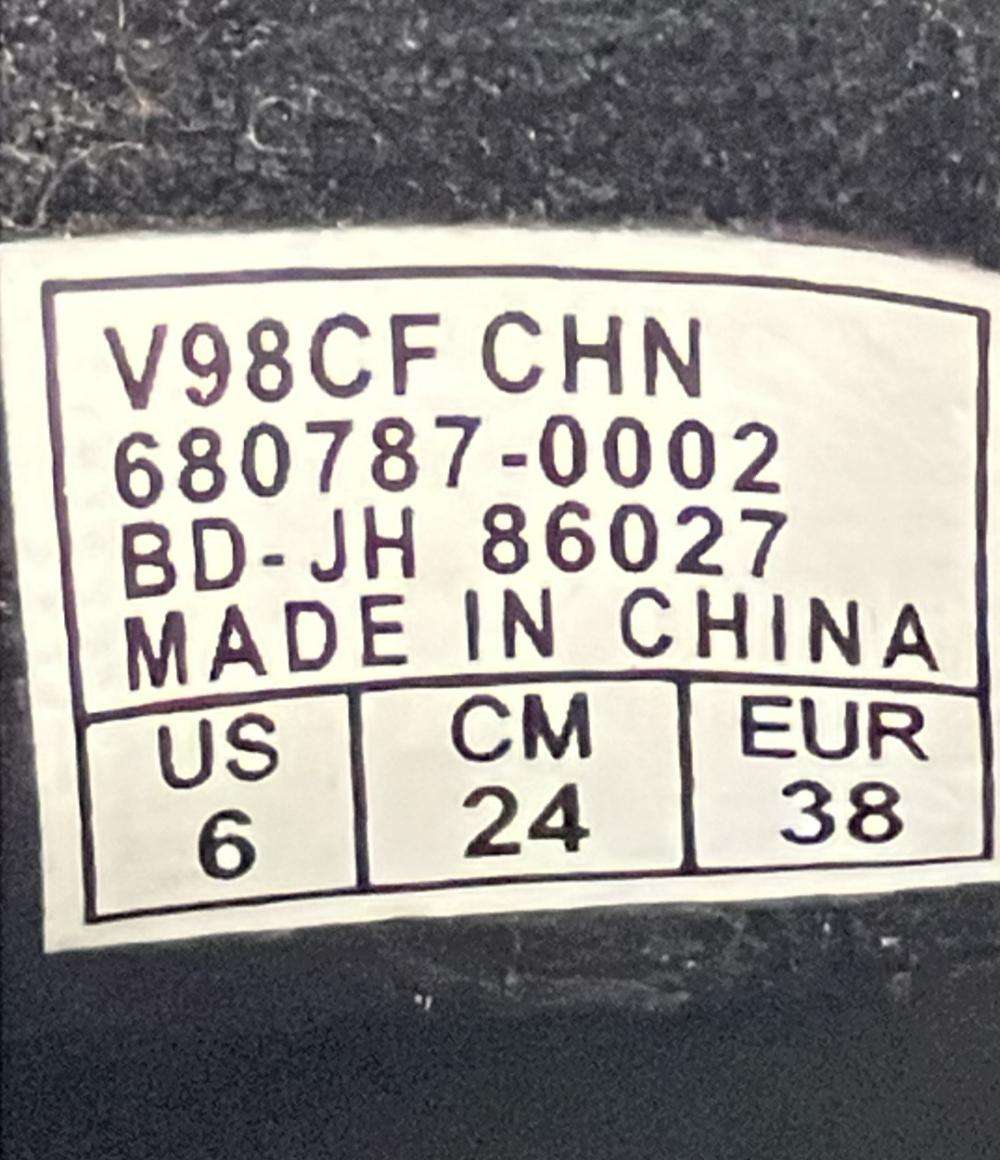 V98CF CHN
680787-0002
BD-JH 86027
MADE IN CHINA
US CM EUR
6 24 38